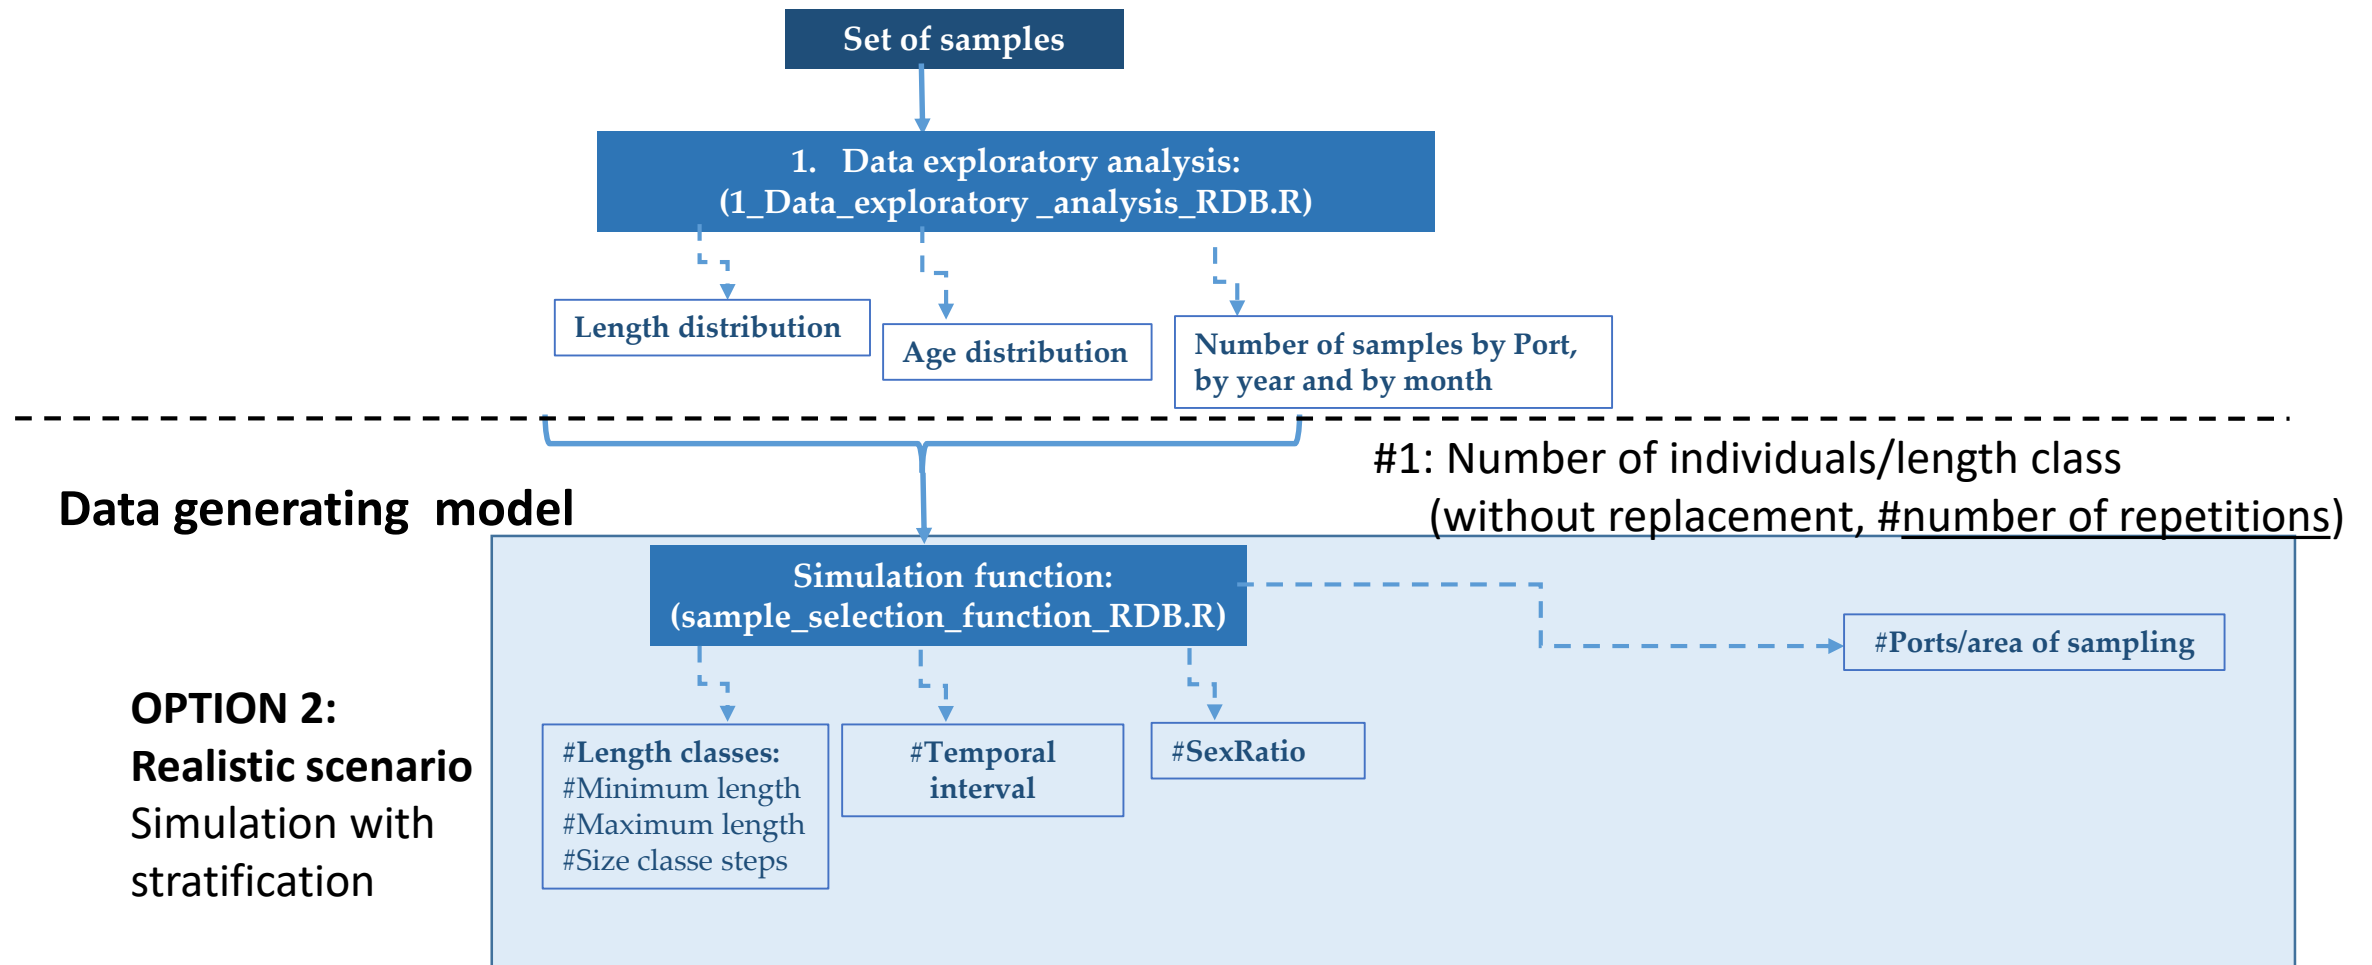 Set of samples
1. Data exploratory analysis:
(1_Data_exploratory _analysis_RDB.R)
Length distribution
Age distribution
Number of samples by Port,
by year and by month
#1: Number of individuals/length class
(without replacement, #number of repetitions)
Data generating model
Simulation function:
(sample_selection_function_RDB.R)
#Ports/area of sampling
OPTION 2:
Realistic scenario
Simulation with
stratification
#Length classes:
#Minimum length
#Maximum length
#Size classe steps
#Temporal
interval
#SexRatio